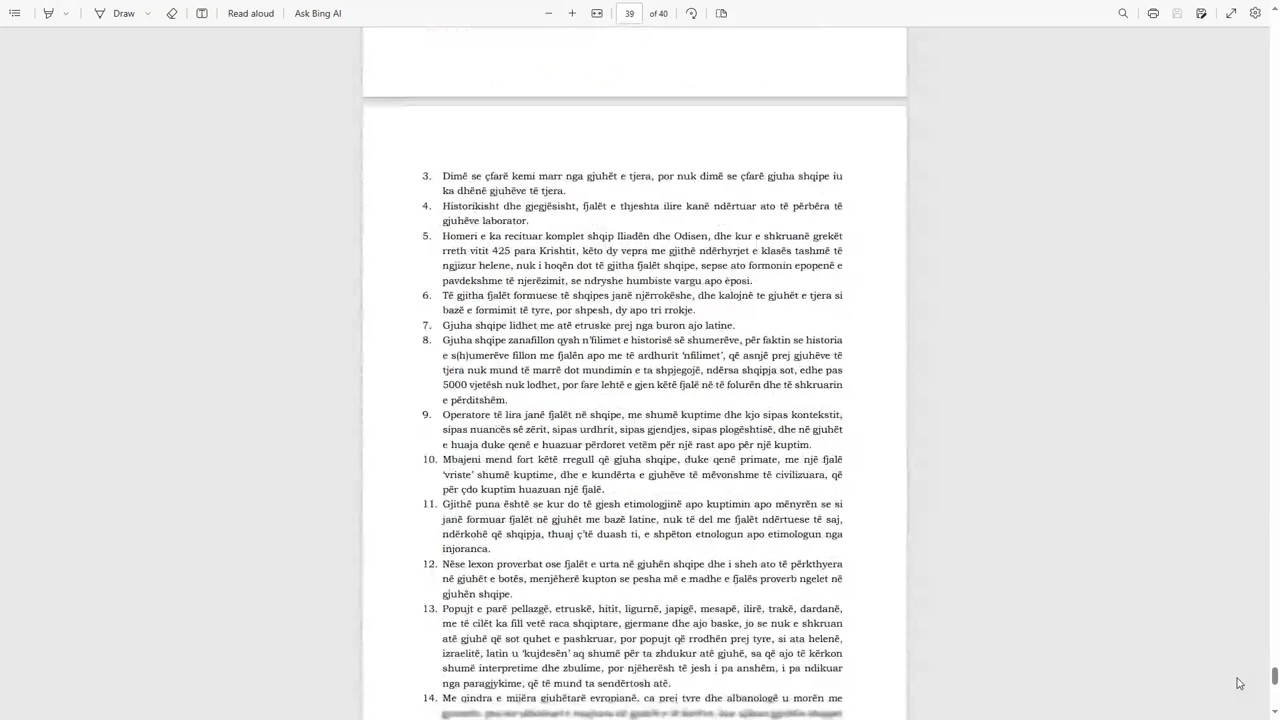 Draw
Read aloud
Ask Bing AI
39
of 40
3. Dimë se çfarë kemi marr nga gjuhët e tjera, por nuk dimë se çfarë gjuha shqipe iu
ka dhënë gjuhëve të tjera.
4. Historikisht dhe gjegjësisht, fjalët e thjeshta ilire kanë ndërtuar ato të përbëra të
gjuhëve laborator.
5. Homeri e ka recituar komplet shqip Iliadën dhe Odisen, dhe kur e shkruanë grekët
rreth vitit 425 para Krishtit, këto dy vepra me gjithë ndërhyrjet e klasës tashmë të
ngjizur helene, nuk i hoqën dot të gjitha fjalët shqipe, sepse ato formonin epopenë e
pavdekshme të njerëzimit, se ndryshe humbiste vargu apo eposi.
6. Të gjitha fjalët formuese të shqipes janë njërrokëshe, dhe kalojnë te gjuhët e tjera si
bazë e formimit të tyre, por shpesh, dy apo tri rrokje.
7. Gjuha shqipe lidhet me atë etruske prej nga buron ajo latine.
8. Gjuha shqipe zanafillon qysh n’filimet e historisë së shumerëve, për faktin se historia
e s(h)umerëve fillon me fjalën apo me të ardhurit ‘nfilimet’, që asnjë prej gjuhëve të
tjera nuk mund të marrë dot mundimin e ta shpjegojë, ndërsa shqipja sot, edhe pas
5000 vjetësh nuk lodhet, por fare lehtë e gjen këtë fjalë në të folurën dhe të shkruarin
e përditshëm.
9. Operatore të lira janë fjalët në shqipe, me shumë kuptime dhe kjo sipas kontekstit,
sipas nuancës së zërit, sipas urdhrit, sipas gjendjes, sipas plogështisë, dhe në gjuhët
e huaja duke qenë e huazuar përdoret vetëm për një rast apo për një kuptim.
10. Mbajeni mend fort këtë rregull që gjuha shqipe, duke qenë primate, me një fjalë
‘vriste’ shumë kuptime, dhe e kundërta e gjuhëve të mëvonshme të civilizuara, që
për çdo kuptim huazuan një fjalë.
11. Gjithë puna është se kur do të gjesh etimologjinë apo kuptimin apo mënyrën se si
janë formuar fjalët në gjuhët me bazë latine, nuk të del me fjalët ndërtuese të saj,
ndërkohë që shqipja, thuaj ç’të duash ti, e shpëton etnologun apo etimologun nga
injoranca.
12. Nëse lexon proverbat ose fjalët e urta në gjuhën shqipe dhe i sheh ato të përkthyera
në gjuhët e botës, menjëherë kupton se pesha më e madhe e fjalës proverb ngelet në
gjuhën shqipe.
13. Popujt e parë pellazgë, etruskë, hitit, ligurnë, japigë, mesapë, ilirë, trakë, dardanë,
me të cilët ka fill vetë raca shqiptare, gjermane dhe ajo baske, jo se nuk e shkruan
atë gjuhë që sot quhet e pashkruar, por popujt që rrodhën prej tyre, si ata helenë,
izraelitë, latin u ‘kujdesën’ aq shumë për ta zhdukur atë gjuhë, sa që ajo të kërkon
shumë interpretime dhe zbulime, por njëherësh të jesh i pa anshëm, i pa ndikuar
nga paragjykime, që të mund ta sendërtosh atë.
14. Me qindra e mijëra gjuhëtarë evropianë, ca prej tyre dhe albanologë u morën me